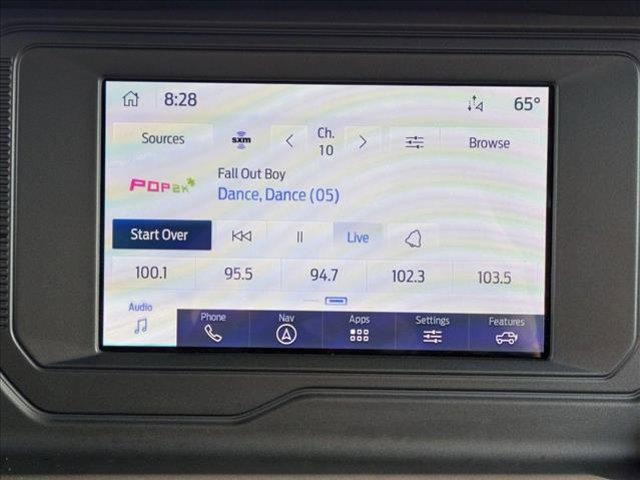 8:28 65°
Sources sxm Ch. 10 Browse
POP2K Fall Out Boy
Dance, Dance (05)
Start Over Live
100.1 95.5 94.7 102.3 103.5
Audio Phone Nav Apps Settings Features